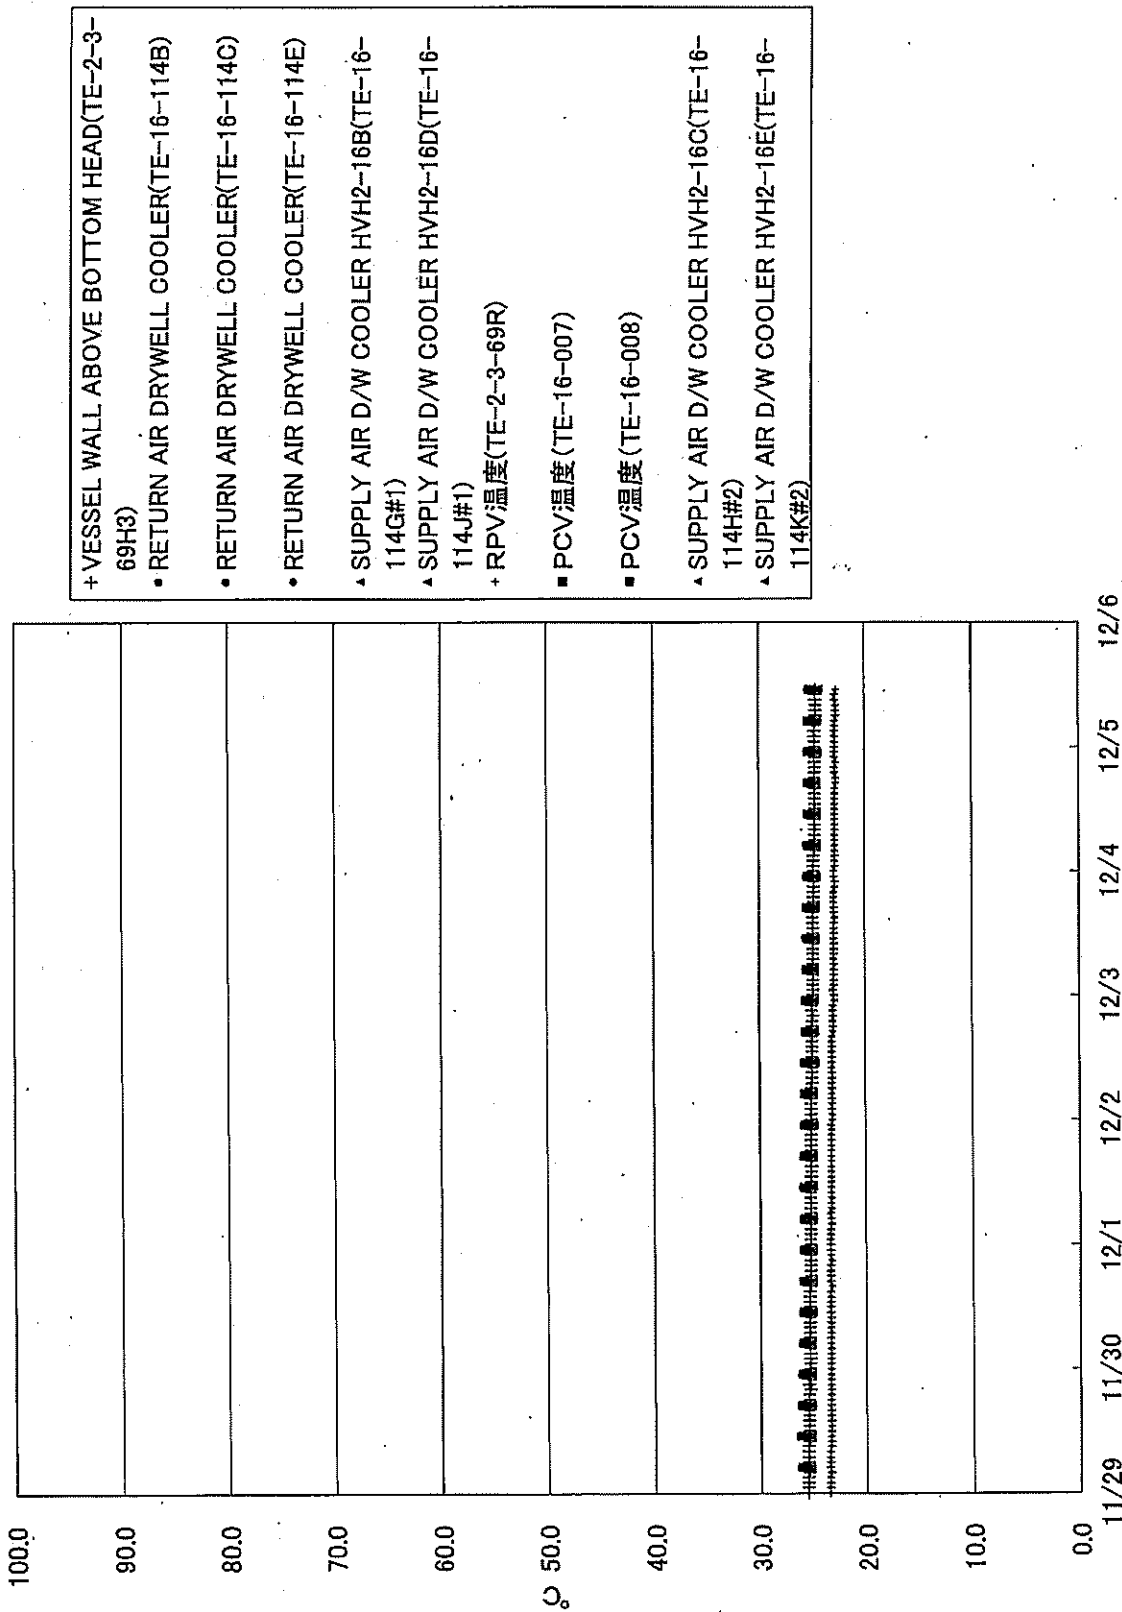 100.0
90.0
80.0
70.0
60.0
50.0
40.0
30.0
20.0
10.0
0.0
℃
11/29
11/30
12/1
12/2
12/3
12/4
12/5
12/6
+ VESSEL WALL ABOVE BOTTOM HEAD(TE-2-3-
69H3)
• RETURN AIR DRYWELL COOLER(TE-16-114B)
• RETURN AIR DRYWELL COOLER(TE-16-114C)
• RETURN AIR DRYWELL COOLER(TE-16-114E)
▲ SUPPLY AIR D/W COOLER HVH2-16B(TE-16-
114G#1)
▲ SUPPLY AIR D/W COOLER HVH2-16D(TE-16-
114J#1)
+ RPV温度(TE-2-3-69R)
■ PCV温度(TE-16-007)
■ PCV温度(TE-16-008)
▲ SUPPLY AIR D/W COOLER HVH2-16C(TE-16-
114H#2)
▲ SUPPLY AIR D/W COOLER HVH2-16E(TE-16-
114K#2)